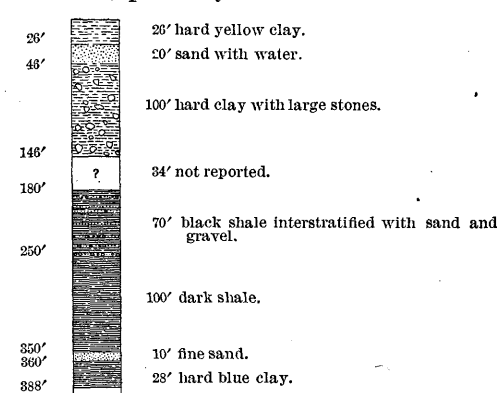 26′ hard yellow clay.
26′
20′ sand with water.
46′
100′ hard clay with large stones.
146′
?
34′ not reported.
180′
70′ black shale interstratified with sand and
gravel.
250′
100′ dark shale.
350′
10′ fine sand.
360′
28′ hard blue clay.
388′